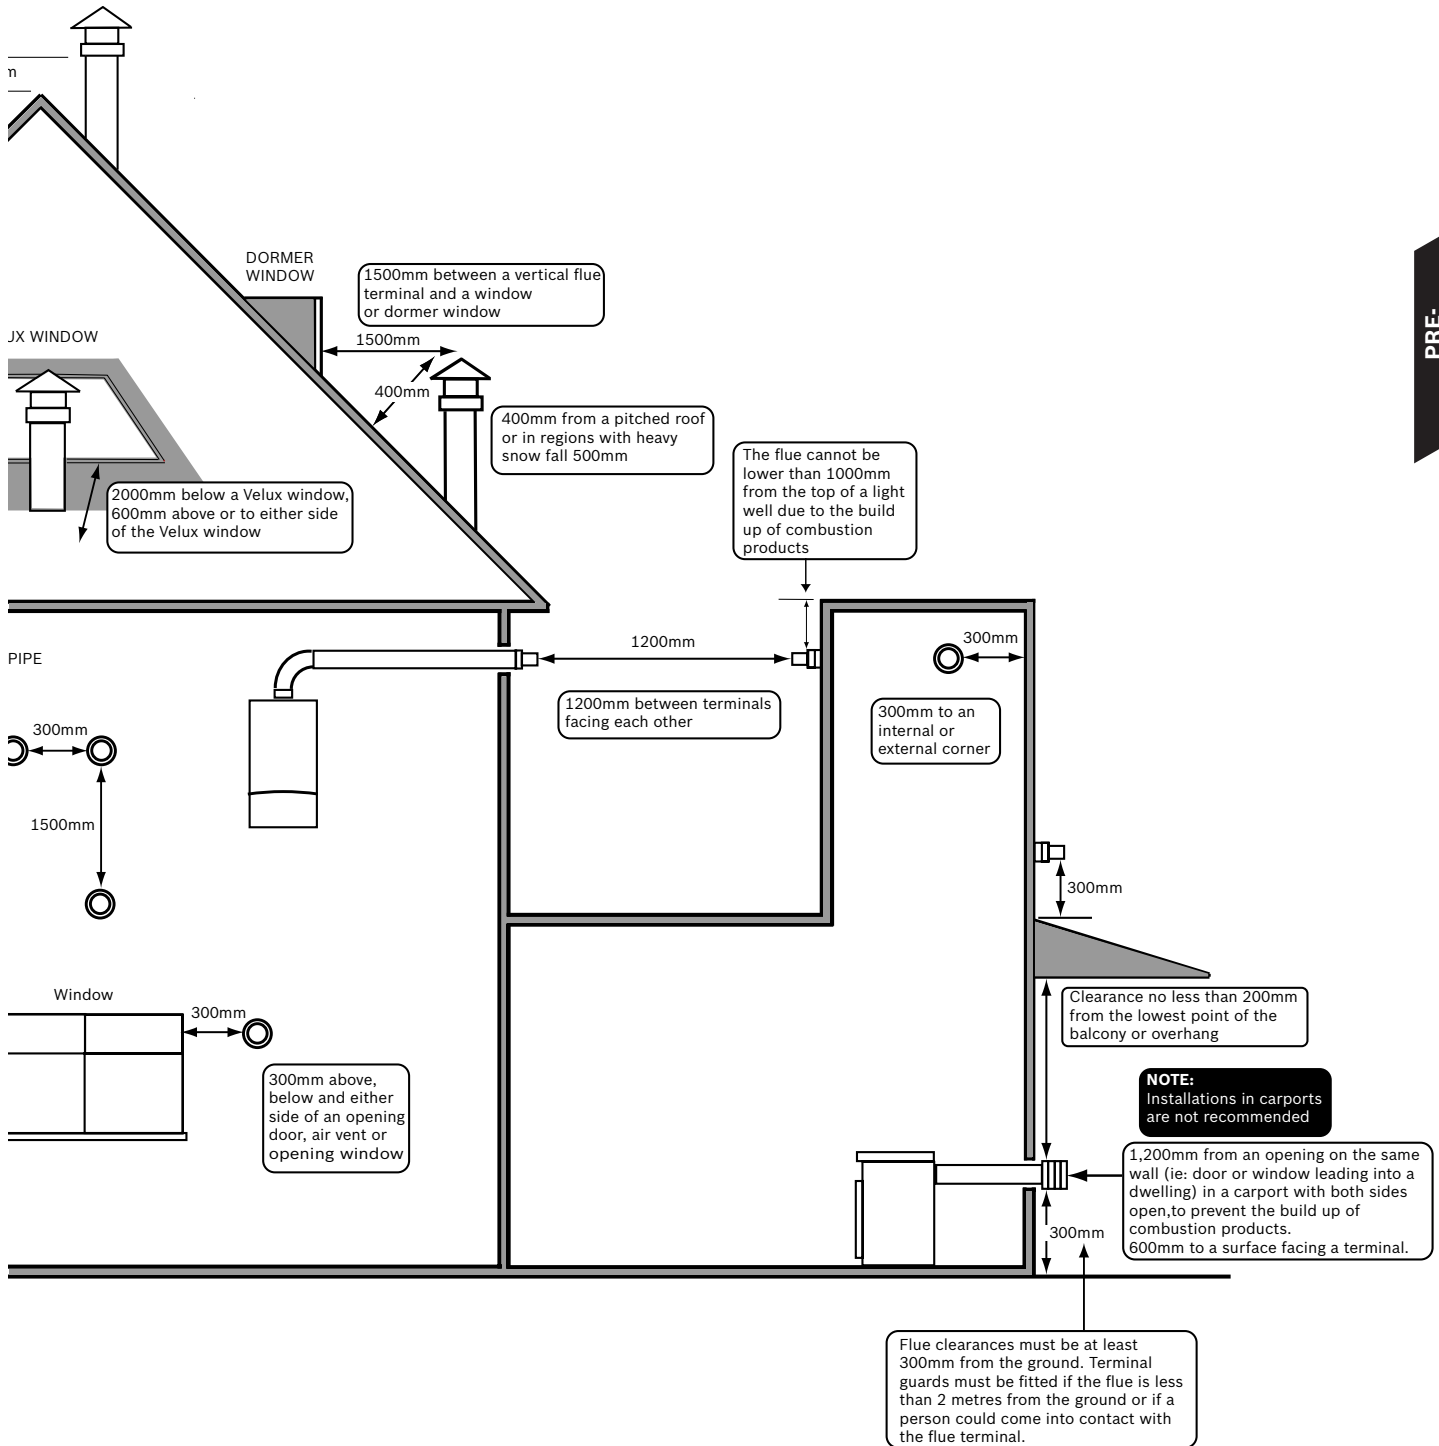 m
DORMER
WINDOW
1500mm between a vertical flue
terminal and a window
or dormer window
1500mm
400mm
UX WINDOW
PRE-
400mm from a pitched roof
or in regions with heavy
snow fall 500mm
The flue cannot be
lower than 1000mm
from the top of a light
well due to the build
up of combustion
products
2000mm below a Velux window,
600mm above or to either side
of the Velux window
PIPE
1200mm
300mm
1200mm between terminals
facing each other
300mm to an
internal or
external corner
300mm
1500mm
300mm
Window
300mm
Clearance no less than 200mm
from the lowest point of the
balcony or overhang
300mm above,
below and either
side of an opening
door, air vent or
opening window
NOTE:
Installations in carports
are not recommended
1,200mm from an opening on the same
wall (ie: door or window leading into a
dwelling) in a carport with both sides
open,to prevent the build up of
combustion products.
600mm to a surface facing a terminal.
300mm
Flue clearances must be at least
300mm from the ground. Terminal
guards must be fitted if the flue is less
than 2 metres from the ground or if a
person could come into contact with
the flue terminal.